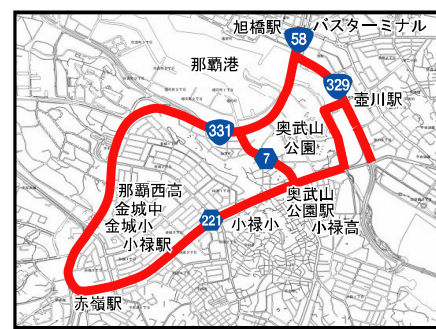 旭橋駅
バスターミナル
58
那覇港
329
壺川駅
331
奥武山
公園
7
那覇西高
金城中
金城小
小禄駅
221
小禄小
奥武山
公園駅
小禄高
赤嶺駅